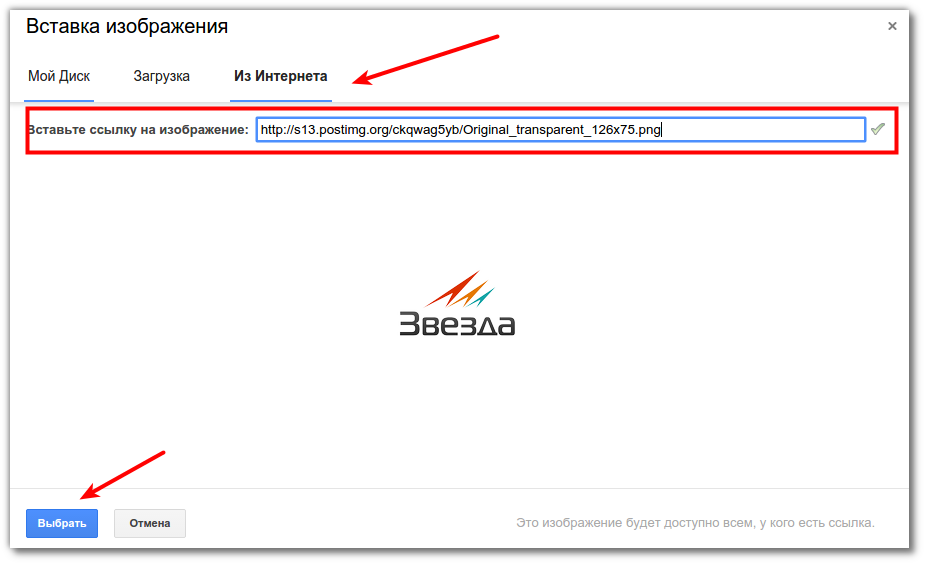 Вставка изображения
Мой Диск Загрузка Из Интернета
Вставьте ссылку на изображение: http://s13.postimg.org/ckqwag5yb/Original_transparent_126x75.png
Звезда
Выбрать Отмена Это изображение будет доступно всем, у кого есть ссылка.